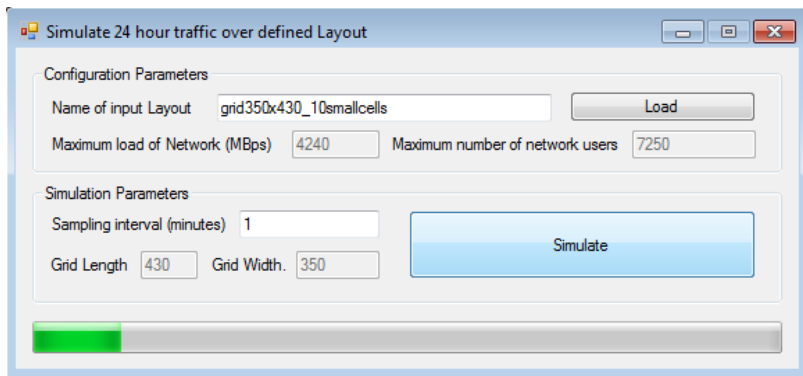 Simulate 24 hour traffic over defined Layout
Configuration Parameters
Name of input Layout grid350x430_10smallcells Load
Maximum load of Network (MBps) 4240 Maximum number of network users 7250
Simulation Parameters
Sampling interval (minutes) 1
Simulate
Grid Length 430 Grid Width. 350